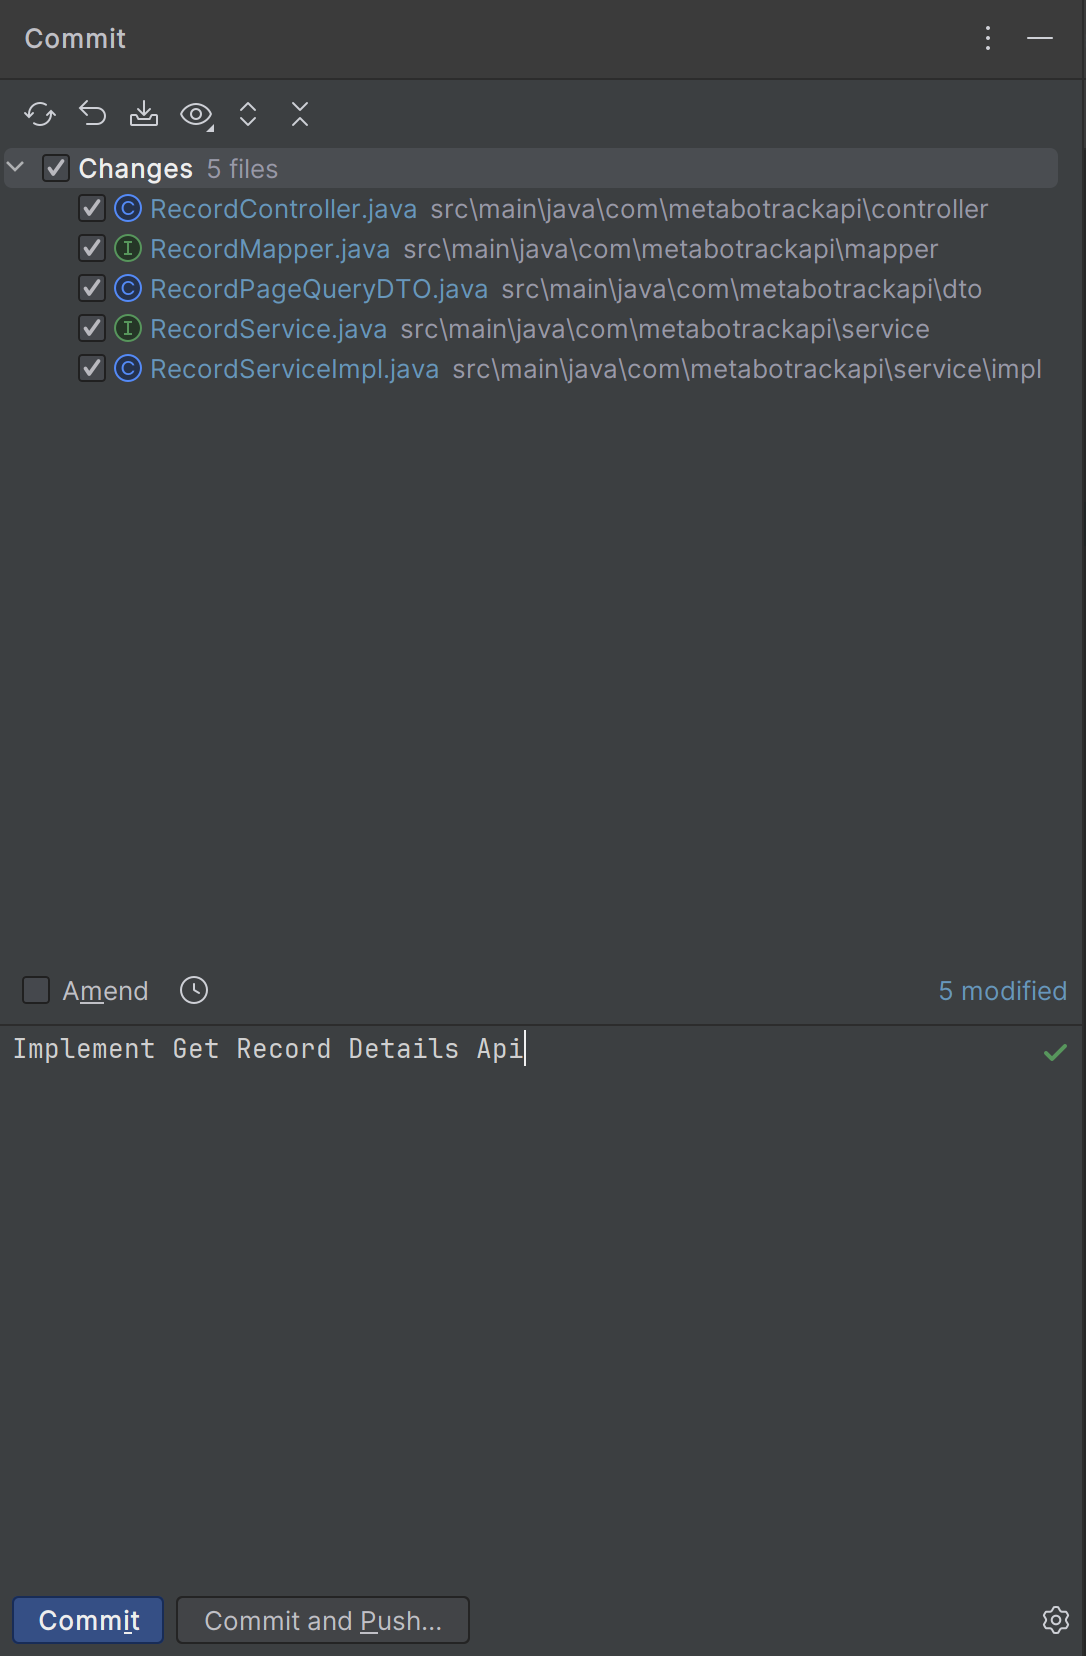 Commit
Changes 5 files
RecordController.java src\main\java\com\metabotrackapi\controller
RecordMapper.java src\main\java\com\metabotrackapi\mapper
RecordPageQueryDTO.java src\main\java\com\metabotrackapi\dto
RecordService.java src\main\java\com\metabotrackapi\service
RecordServiceImpl.java src\main\java\com\metabotrackapi\service\impl
Amend 5 modified
Implement Get Record Details Api
Commit Commit and Push...